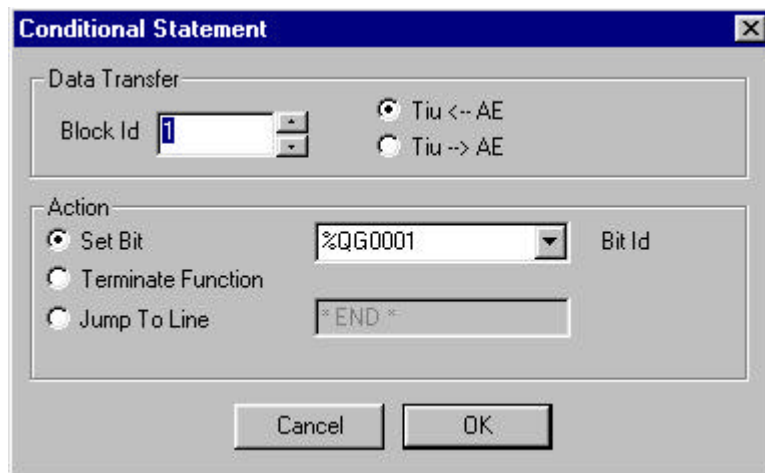 Conditional Statement
Data Transfer
Block Id 1
Tiu <-- AE
Tiu --> AE
Action
Set Bit %QG0001 Bit Id
Terminate Function
Jump To Line * END *
Cancel OK